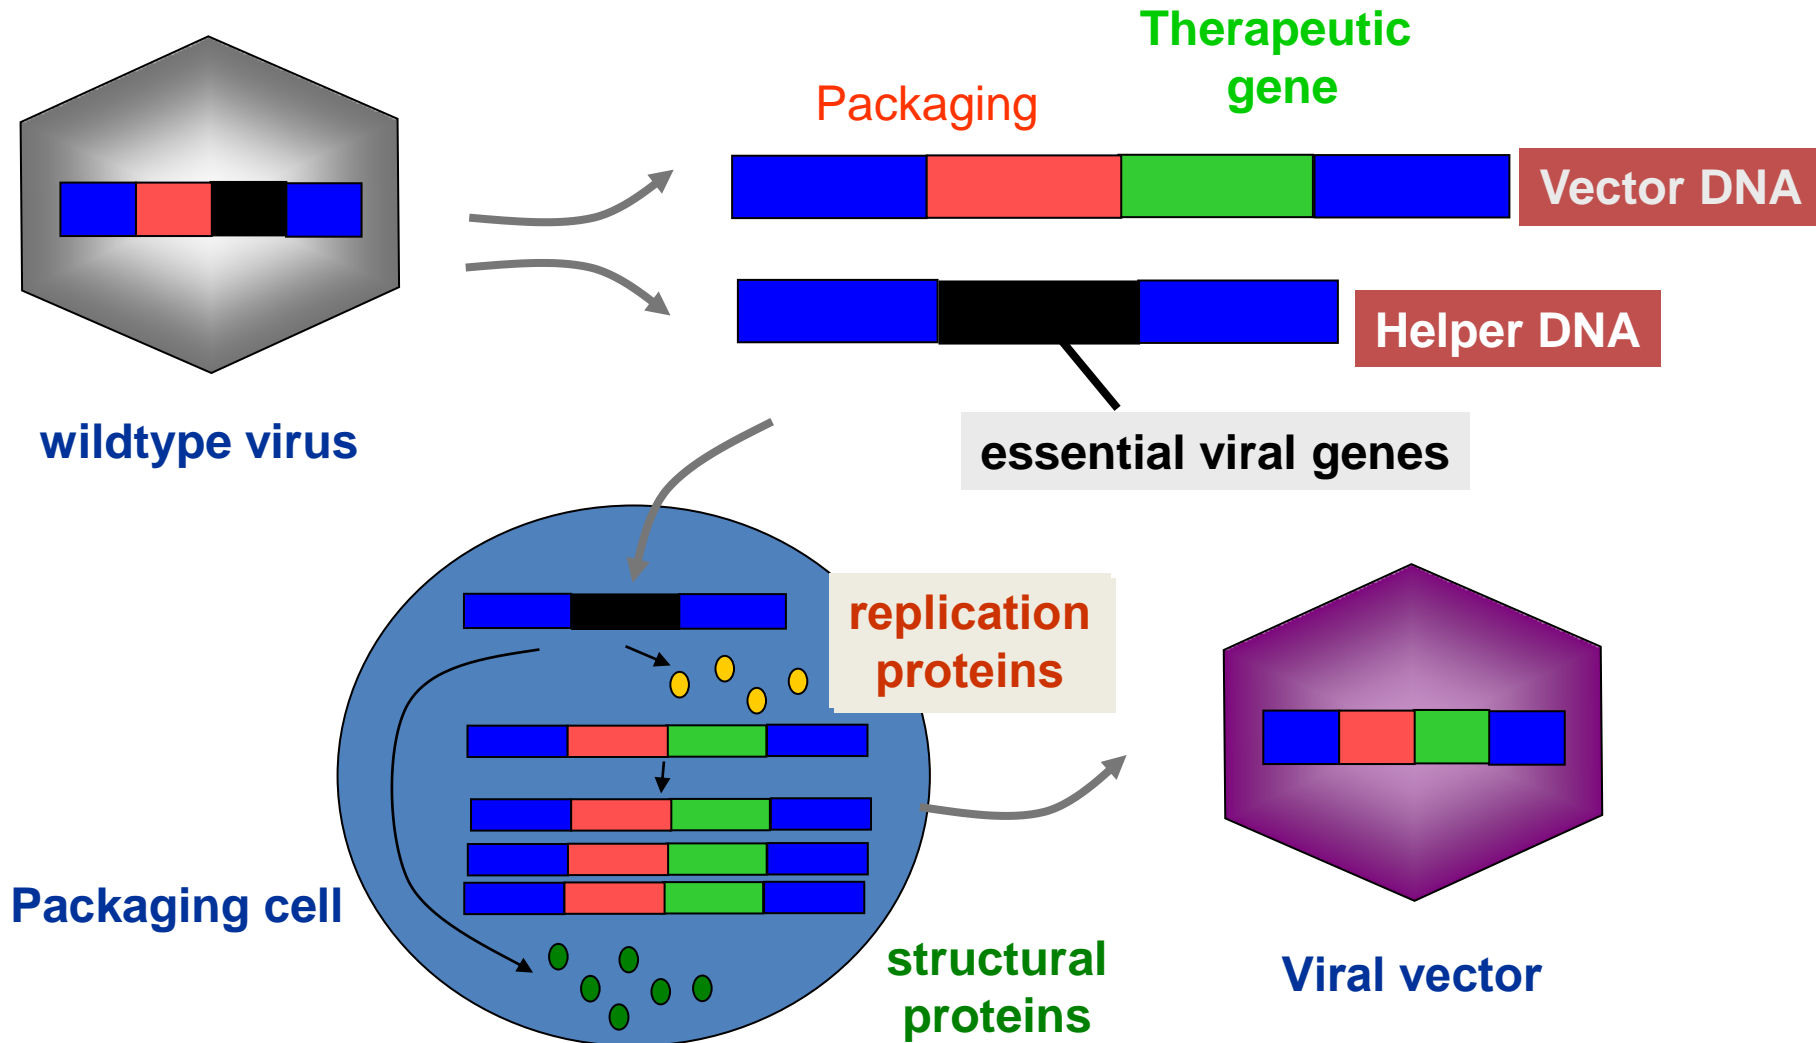 Therapeutic
gene
Packaging
Vector DNA
Helper DNA
wildtype virus
essential viral genes
replication
proteins
Packaging cell
structural
proteins
Viral vector